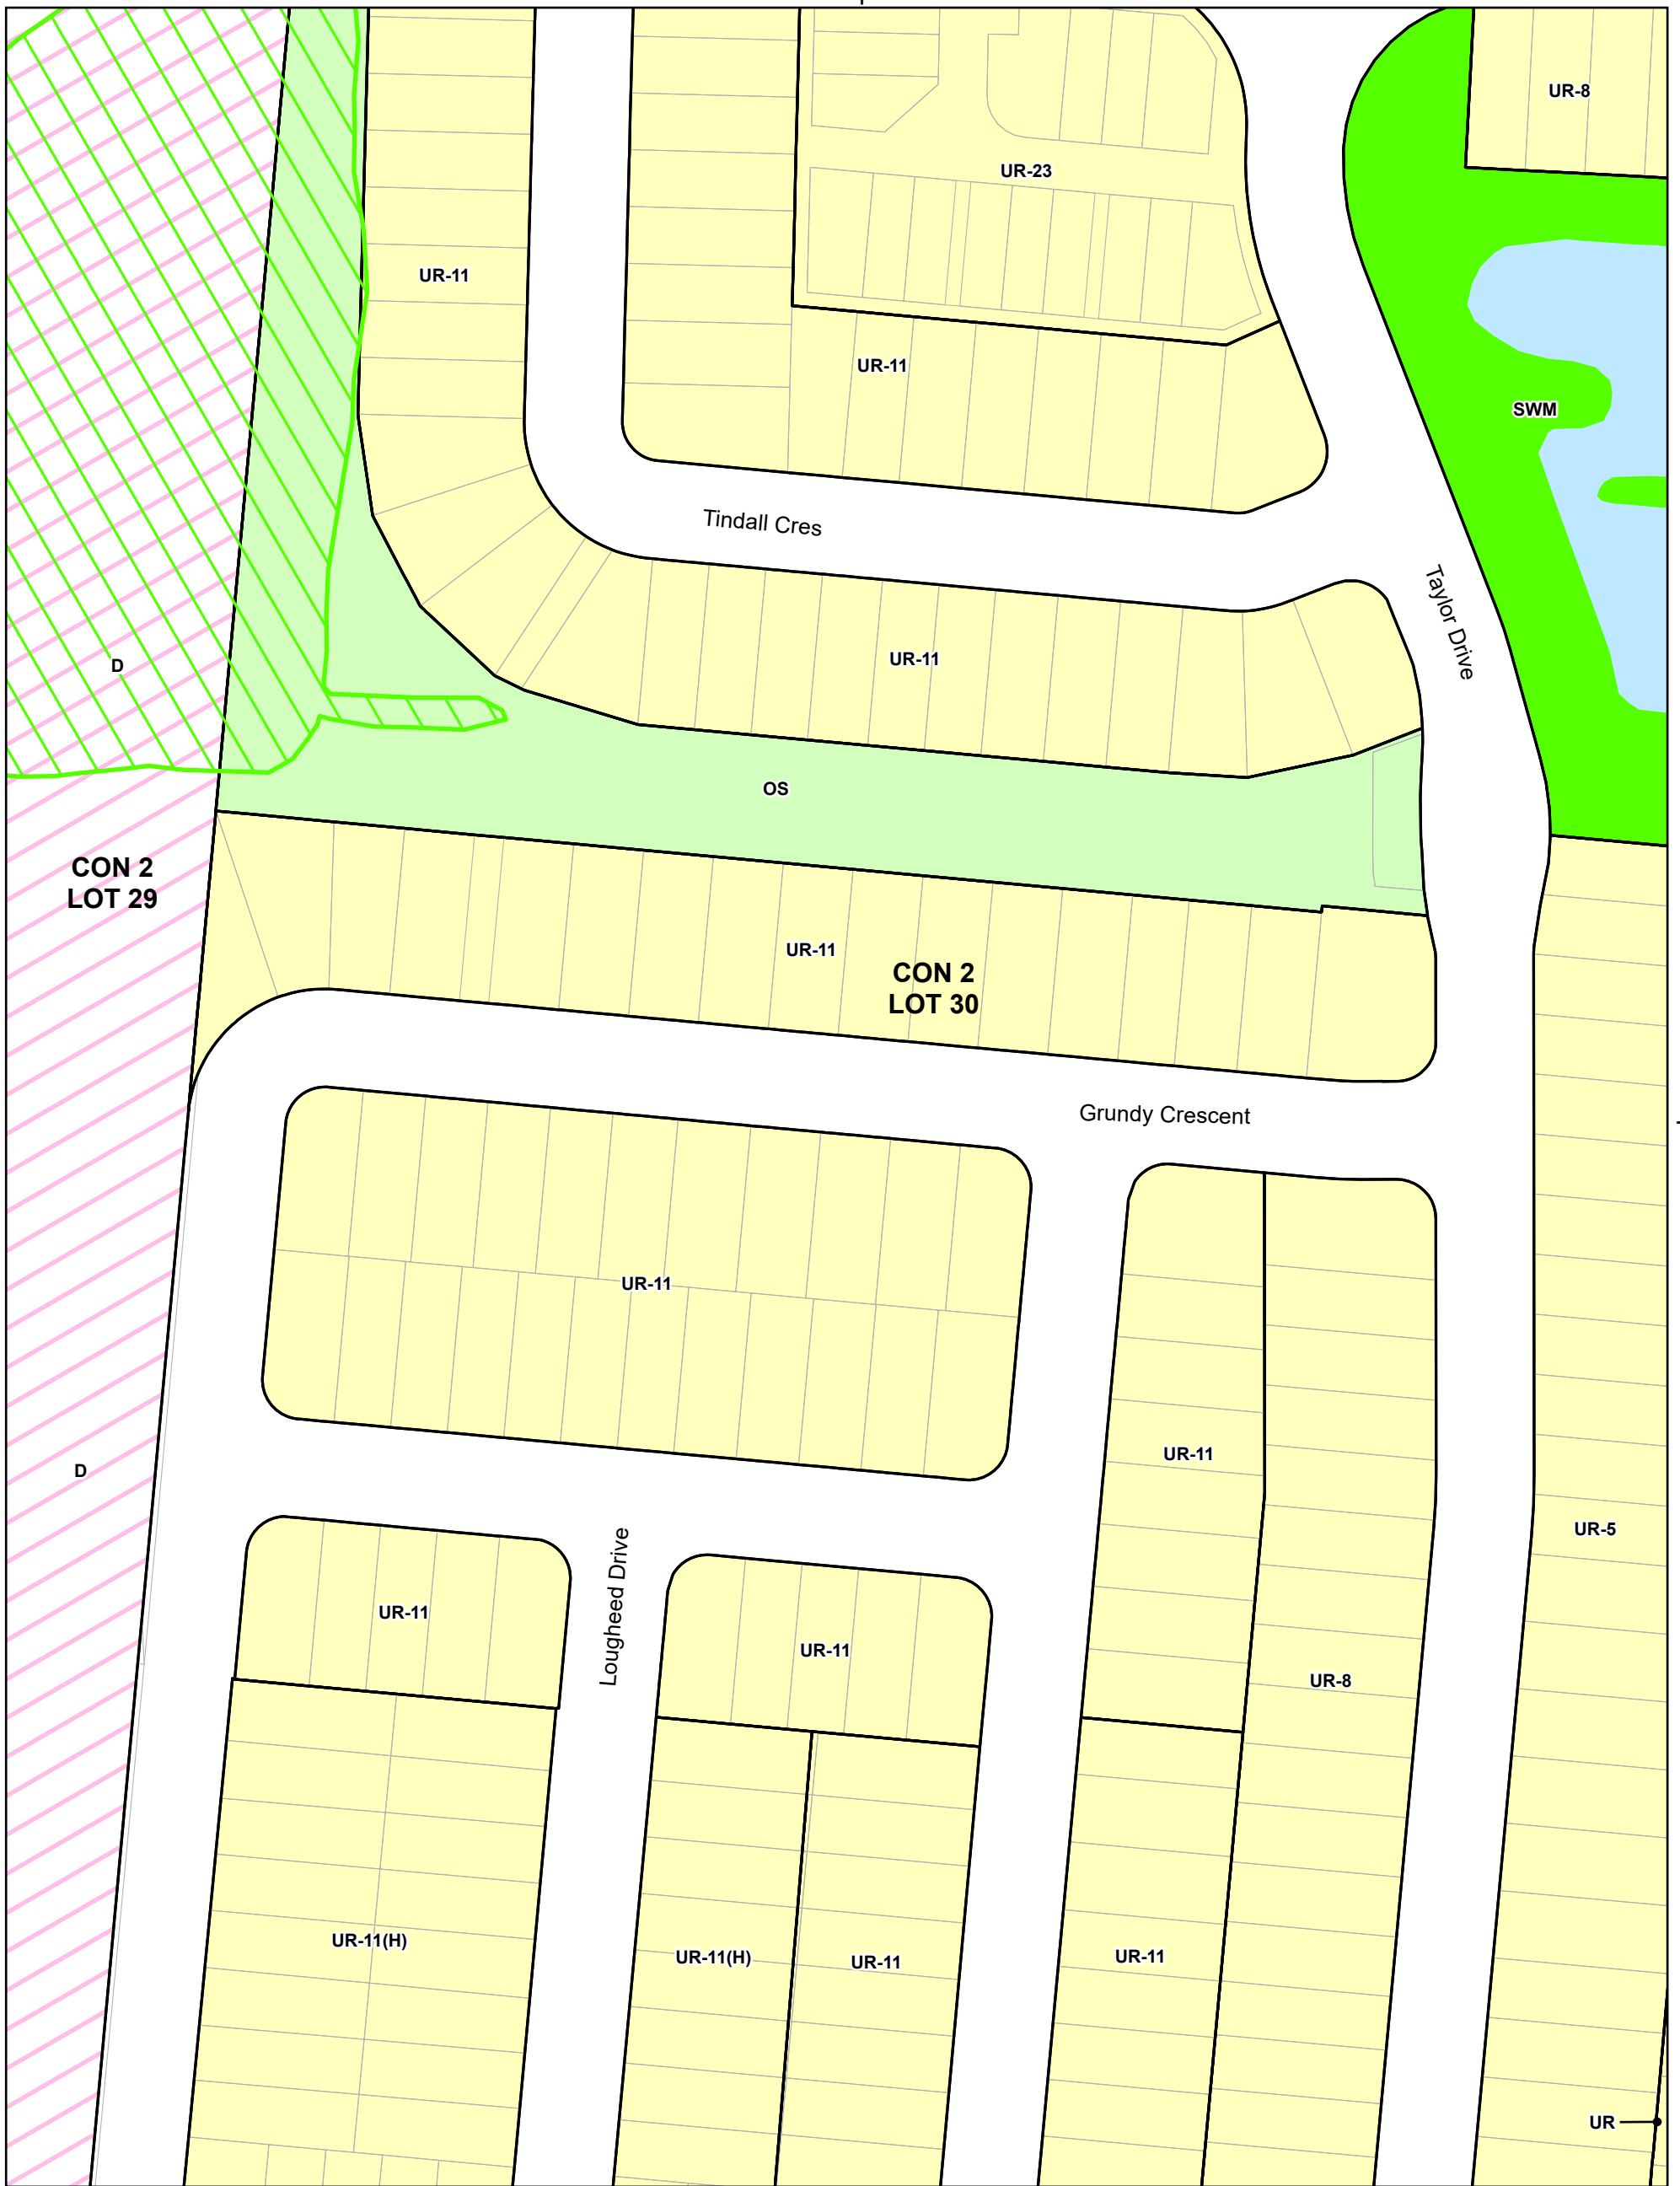 UR-8
UR-23
UR-11
UR-11
SWM
Tindall Cres
Taylor Drive
UR-11
D
OS
CON 2
LOT 29
UR-11
CON 2
LOT 30
Grundy Crescent
UR-11
UR-11
D
UR-5
Lougheed Drive
UR-11
UR-11
UR-8
UR-11(H)
UR-11(H)
UR-11
UR-11
UR